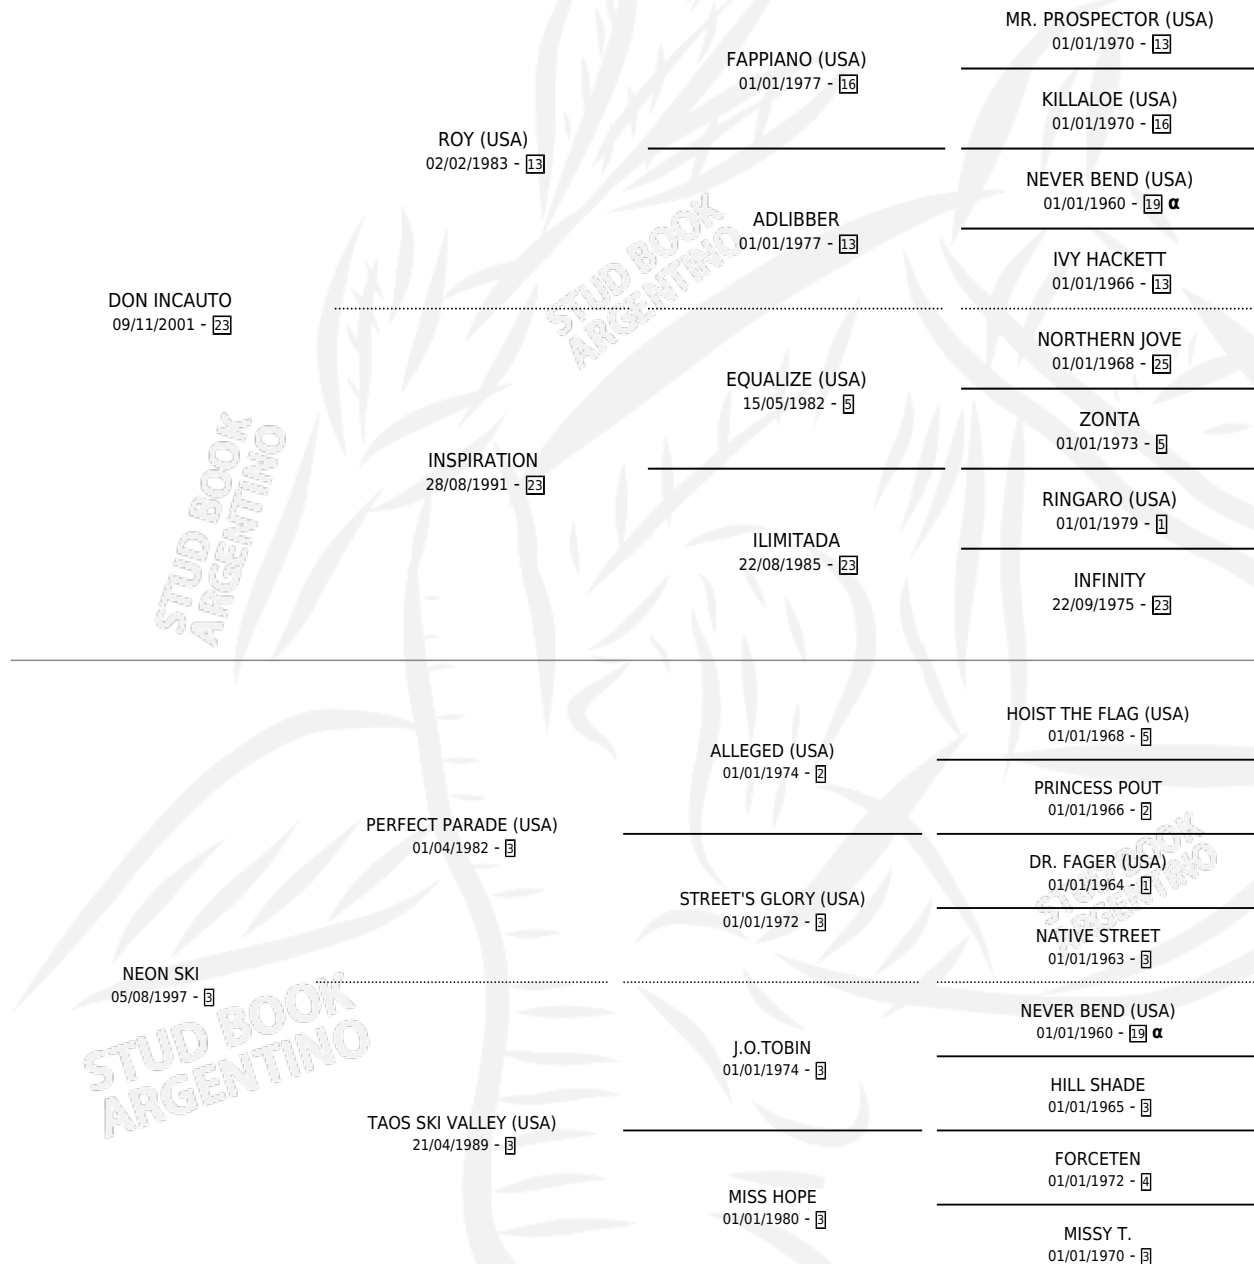 MR. PROSPECTOR (USA)
01/01/1970 - 13
FAPPIANO (USA)
01/01/1977 - 16
KILLALOE (USA)
01/01/1970 - 16
ROY (USA)
02/02/1983 - 13
NEVER BEND (USA)
01/01/1960 - 19 α
ADLIBBER
01/01/1977 - 13
IVY HACKETT
01/01/1966 - 13
DON INCAUTO
09/11/2001 - 23
NORTHERN JOVE
01/01/1968 - 25
EQUALIZE (USA)
15/05/1982 - 5
ZONTA
01/01/1973 - 5
INSPIRATION
28/08/1991 - 23
RINGARO (USA)
01/01/1979 - 1
ILIMITADA
22/08/1985 - 23
INFINITY
22/09/1975 - 23
STUD BOOK
ARGENTINO
STUD BOOK
ARGENTINO
HOIST THE FLAG (USA)
01/01/1968 - 5
ALLEGED (USA)
01/01/1974 - 2
PRINCESS POUT
01/01/1966 - 2
PERFECT PARADE (USA)
01/04/1982 - 3
DR. FAGER (USA)
01/01/1964 - 1
STREET'S GLORY (USA)
01/01/1972 - 3
NATIVE STREET
01/01/1963 - 3
NEON SKI
05/08/1997 - 3
NEVER BEND (USA)
01/01/1960 - 19 α
J.O.TOBIN
01/01/1974 - 3
HILL SHADE
01/01/1965 - 3
TAOS SKI VALLEY (USA)
21/04/1989 - 3
FORCETEN
01/01/1972 - 4
MISS HOPE
01/01/1980 - 3
MISSY T.
01/01/1970 - 3
STUD BOOK
ARGENTINO
STUD BOOK
ARGENTINO